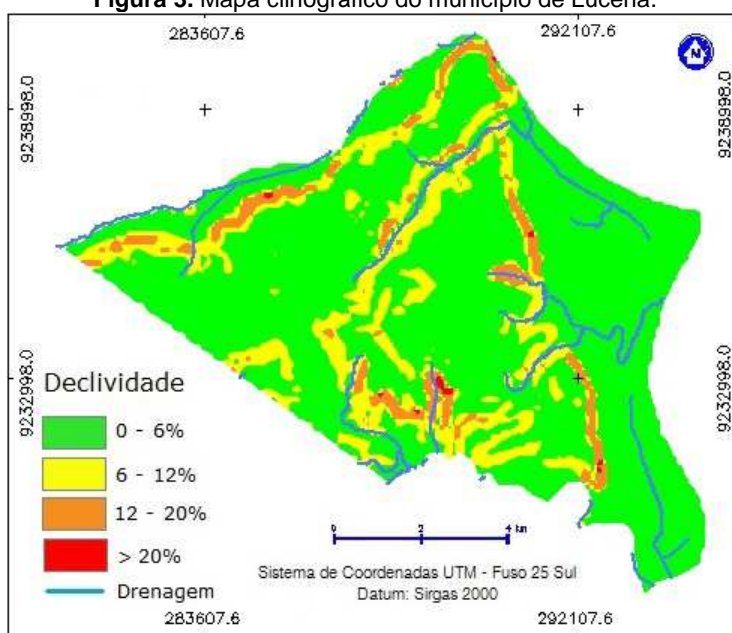 Figura 3. Mapa clinográfico do município de Lucena.
283607.6 292107.6
N
9238998.0 9238998.0
9232998.0 9232998.0
Declividade
0 - 6%
6 - 12%
12 - 20%
> 20%
Drenagem
0 2 4 km
Sistema de Coordenadas UTM - Fuso 25 Sul
Datum: Sirgas 2000
283607.6 292107.6